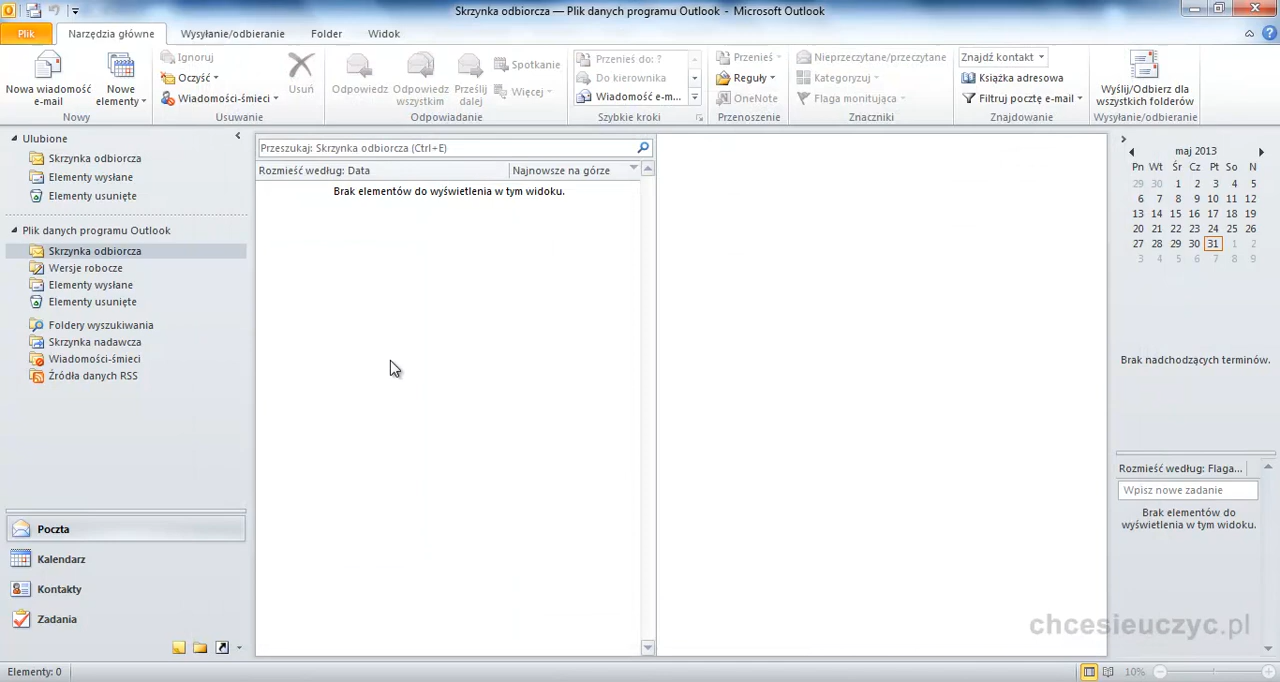 Skrzynka odbiorcza — Plik danych programu Outlook - Microsoft Outlook
Plik
Narzędzia główne
Wysyłanie/odbieranie
Folder
Widok
Nowa wiadomość
e-mail
Nowe
elementy
Nowy
Ignoruj
Oczyść
Wiadomości-śmieci
Usuń
Usuwanie
Odpowiedz
Odpowiedz
wszystkim
Prześlij
dalej
Spotkanie
Więcej
Odpowiadanie
Przenieś do: ?
Do kierownika
Wiadomość e-m...
Szybkie kroki
Przenieś
Reguły
OneNote
Przenoszenie
Nieprzeczytane/przeczytane
Kategoryzuj
Flaga monitująca
Znaczniki
Znajdź kontakt
Książka adresowa
Filtruj pocztę e-mail
Znajdowanie
Wyślij/Odbierz dla
wszystkich folderów
Wysyłanie/odbieranie
Ulubione
Skrzynka odbiorcza
Elementy wysłane
Elementy usunięte
Plik danych programu Outlook
Skrzynka odbiorcza
Wersje robocze
Elementy wysłane
Elementy usunięte
Foldery wyszukiwania
Skrzynka nadawcza
Wiadomości-śmieci
Źródła danych RSS
Poczta
Kalendarz
Kontakty
Zadania
Przeszukaj: Skrzynka odbiorcza (Ctrl+E)
Rozmieść według: Data
Najnowsze na górze
Brak elementów do wyświetlenia w tym widoku.
maj 2013
Pn Wt Śr Cz Pt So N
29 30 1 2 3 4 5
6 7 8 9 10 11 12
13 14 15 16 17 18 19
20 21 22 23 24 25 26
27 28 29 30 31 1 2
3 4 5 6 7 8 9
Brak nadchodzących terminów.
Rozmieść według: Flaga...
Wpisz nowe zadanie
Brak elementów do
wyświetlenia w tym widoku.
chcesieuczyc.pl
Elementy: 0
10%